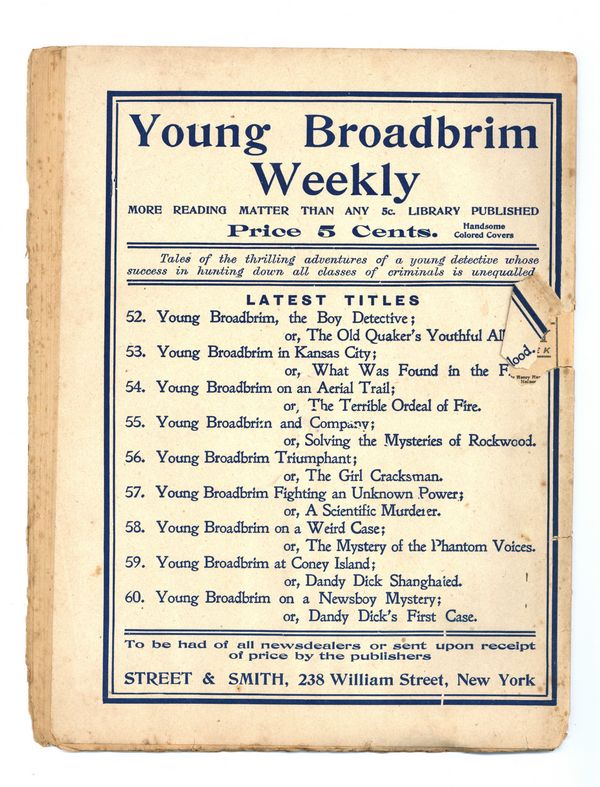 Young Broadbrim
Weekly
MORE READING MATTER THAN ANY 5c. LIBRARY PUBLISHED
Price 5 Cents. Handsome Colored Covers
Tales of the thrilling adventures of a young detective whose
success in hunting down all classes of criminals is unequalled
LATEST TITLES
52. Young Broadbrim, the Boy Detective;
or, The Old Quaker's Youthful
53. Young Broadbrim in Kansas City;
or, What Was Found in the
lood.
54. Young Broadbrim on an Aerial Trail;
or, The Terrible Ordeal of Fire.
55. Young Broadbrim and Company;
or, Solving the Mysteries of Rockwood.
56. Young Broadbrim Triumphant;
or, The Girl Cracksman.
57. Young Broadbrim Fighting an Unknown Power;
or, A Scientific Murderer.
58. Young Broadbrim on a Weird Case;
or, The Mystery of the Phantom Voices.
59. Young Broadbrim at Coney Island;
or, Dandy Dick Shanghaied.
60. Young Broadbrim on a Newsboy Mystery;
or, Dandy Dick's First Case.
To be had of all newsdealers or sent upon receipt
of price by the publishers
STREET & SMITH, 238 William Street, New York